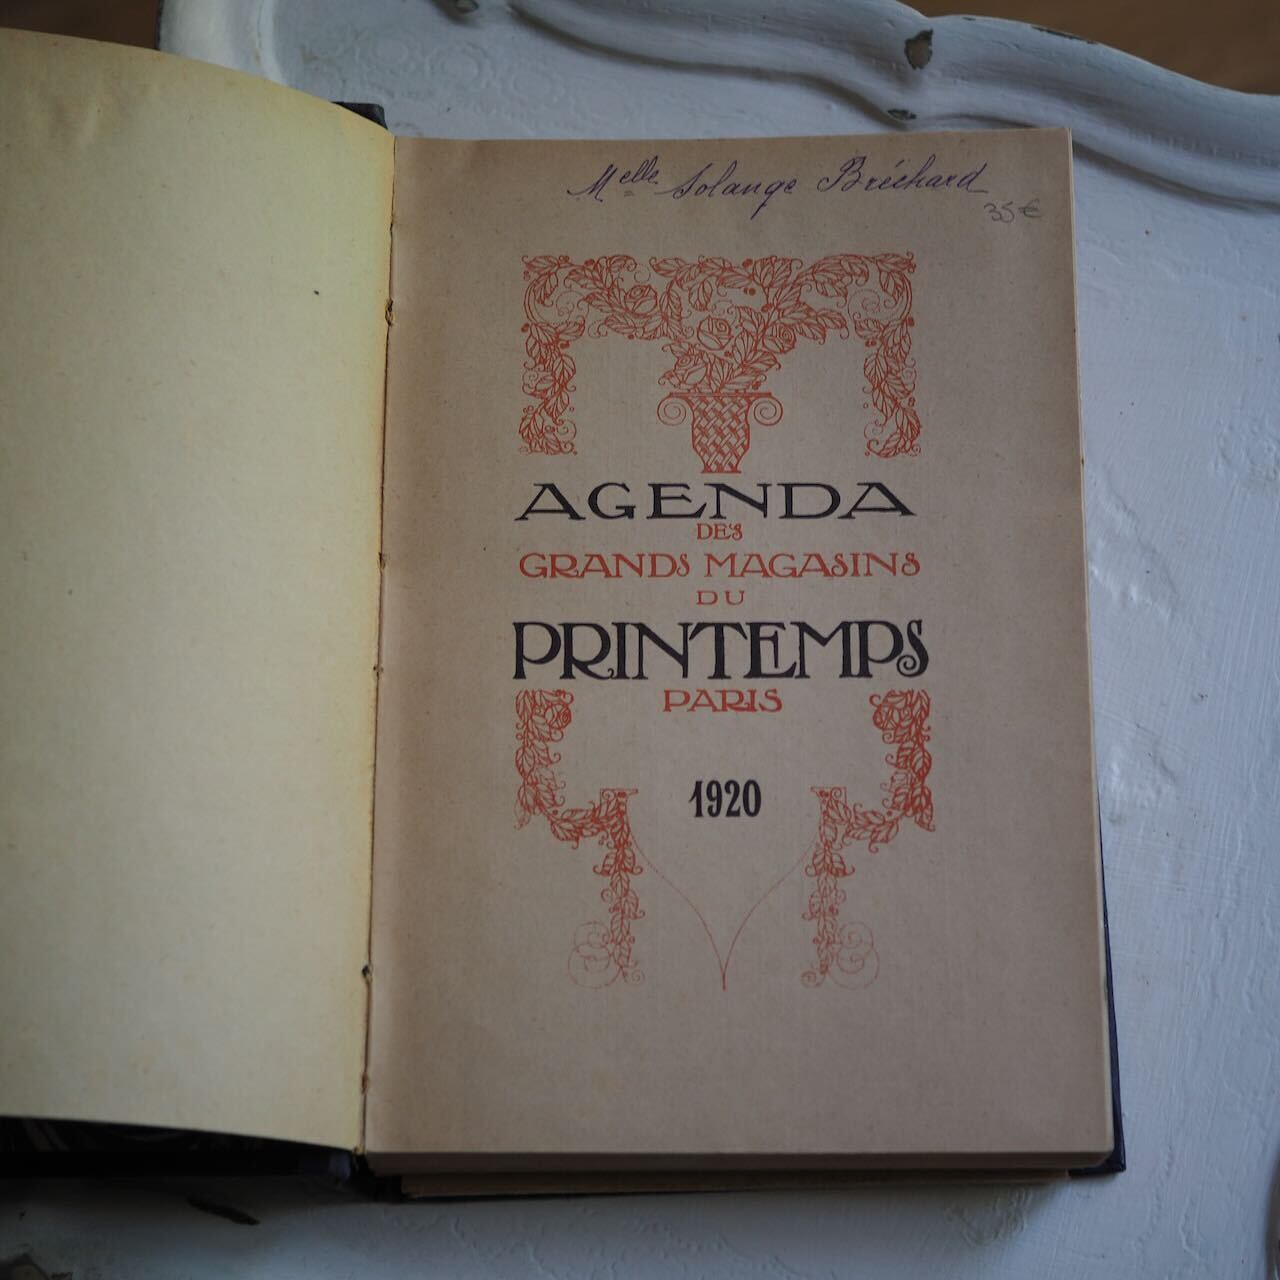 Melle Solange Bréchard
35€
AGENDA
DES
GRANDS MAGASINS
DU
PRINTEMPS
PARIS
1920